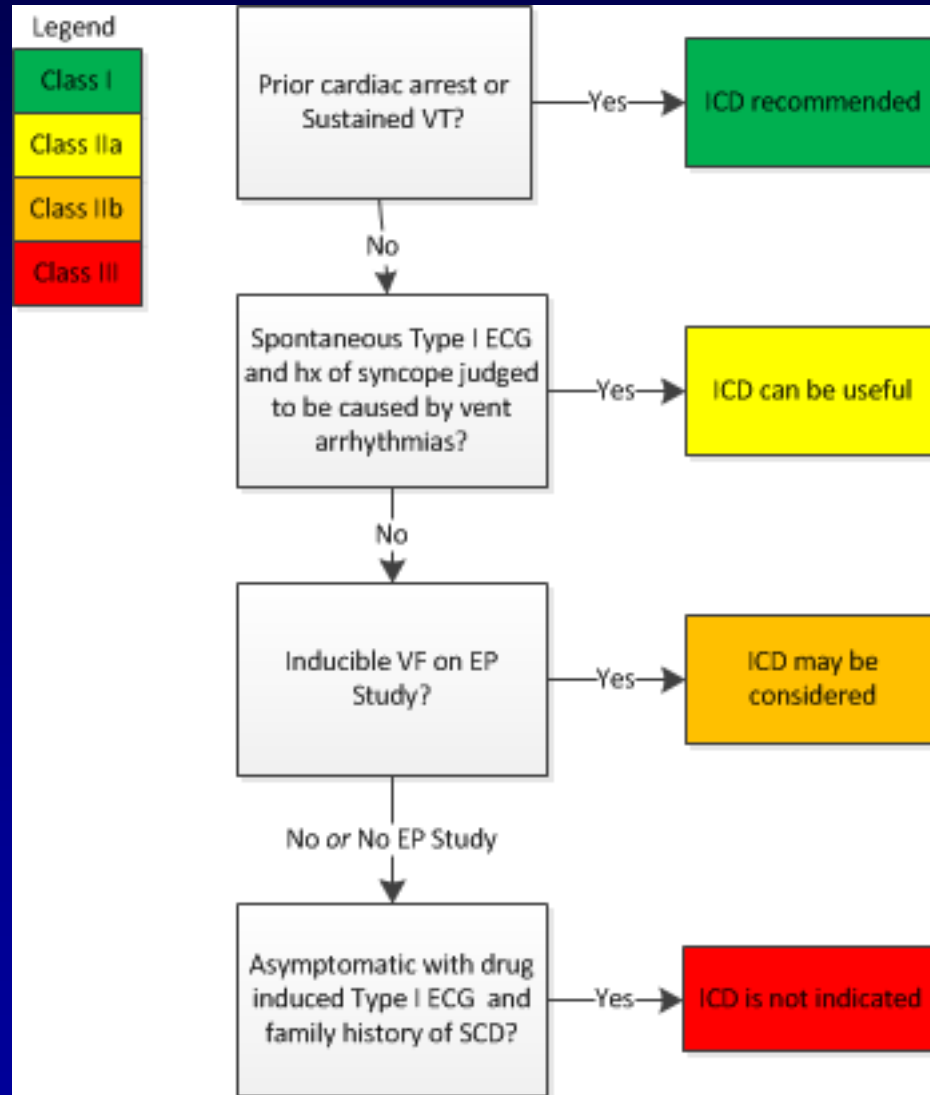 Legend
Class I
Class IIa
Class IIb
Class III
Prior cardiac arrest or
Sustained VT?
Yes
ICD recommended
No
Spontaneous Type I ECG
and hx of syncope judged
to be caused by vent
arrhythmias?
Yes
ICD can be useful
No
Inducible VF on EP
Study?
Yes
ICD may be
considered
No or No EP Study
Asymptomatic with drug
induced Type I ECG and
family history of SCD?
Yes
ICD is not indicated